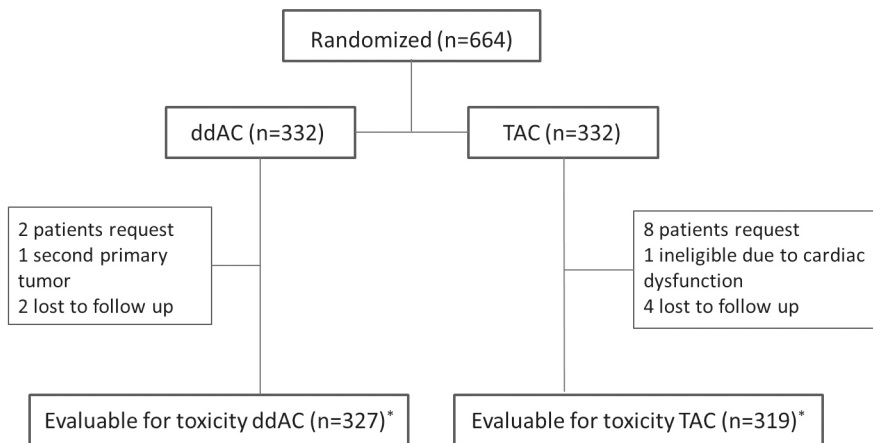 Randomized (n=664)
ddAC (n=332)
TAC (n=332)
2 patients request
1 second primary
tumor
2 lost to follow up
8 patients request
1 ineligible due to cardiac
dysfunction
4 lost to follow up
Evaluable for toxicity ddAC (n=327)*
Evaluable for toxicity TAC (n=319)*